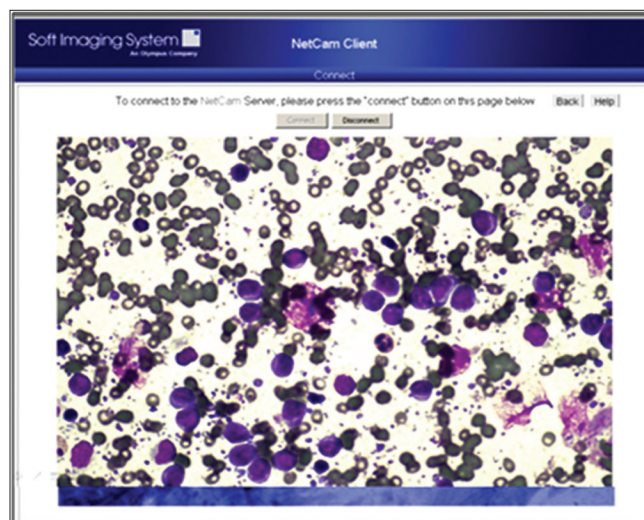 Soft Imaging System
An Olympus Company
NetCam Client
Connect
To connect to the NetCam Server, please press the "connect" button on this page below
Back
Help
Connect
Disconnect